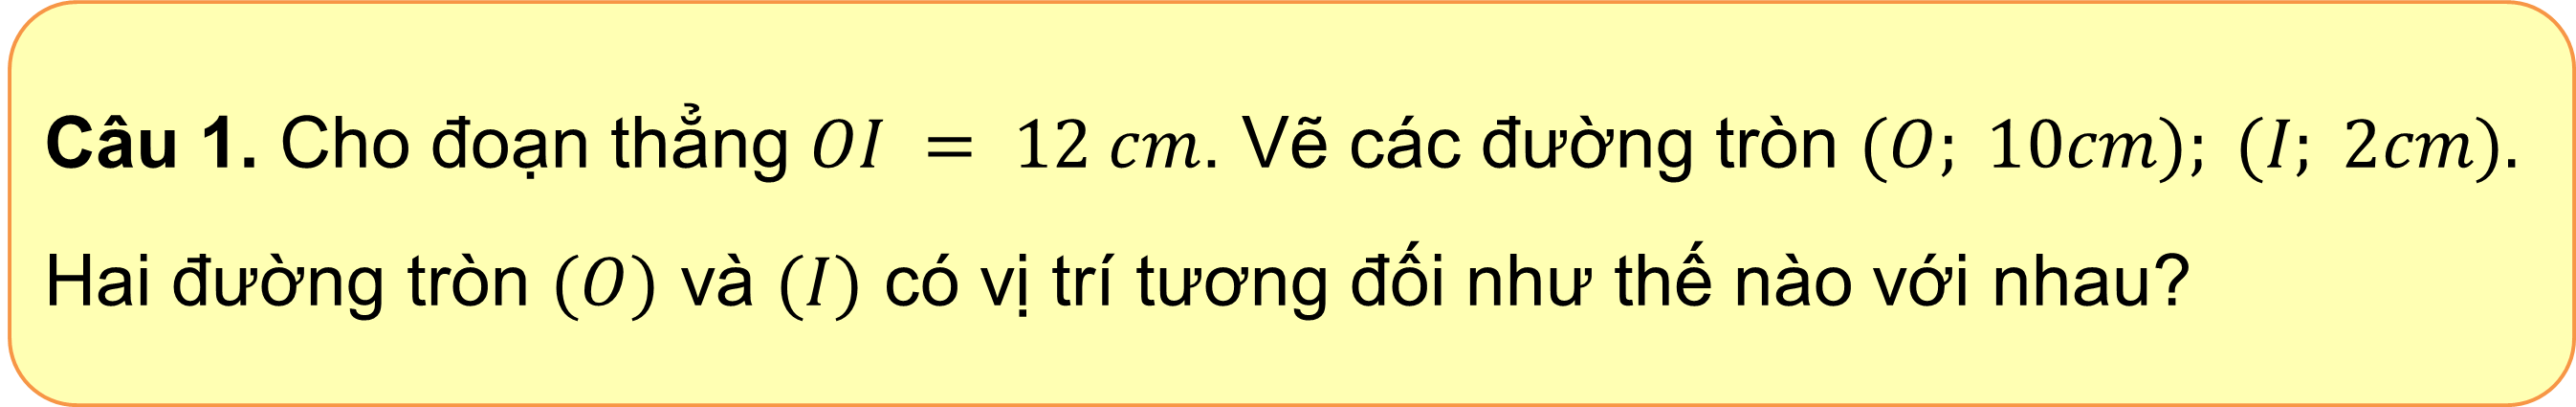 Câu 1. Cho đoạn thẳng OI = 12 cm. Vẽ các đường tròn (O; 10cm); (I; 2cm).
Hai đường tròn (O) và (I) có vị trí tương đối như thế nào với nhau?